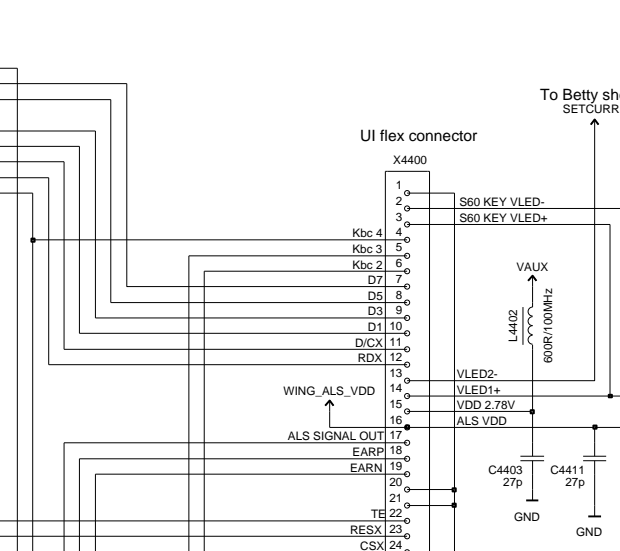 To Betty sh
SETCURR
UI flex connector
X4400
1
2 S60 KEY VLED-
3 S60 KEY VLED+
Kbc 4 4
Kbc 3 5
Kbc 2 6
D7 7
D5 8
D3 9
D1 10
D/CX 11
RDX 12
13 VLED2-
14 VLED1+
15 VDD 2.78V
16 ALS VDD
WING_ALS_VDD
ALS SIGNAL OUT 17
EARP 18
EARN 19
20
21
TE 22
RESX 23
CSX 24
VAUX
L4402
600R/100MHz
C4403
27p
GND
C4411
27p
GND